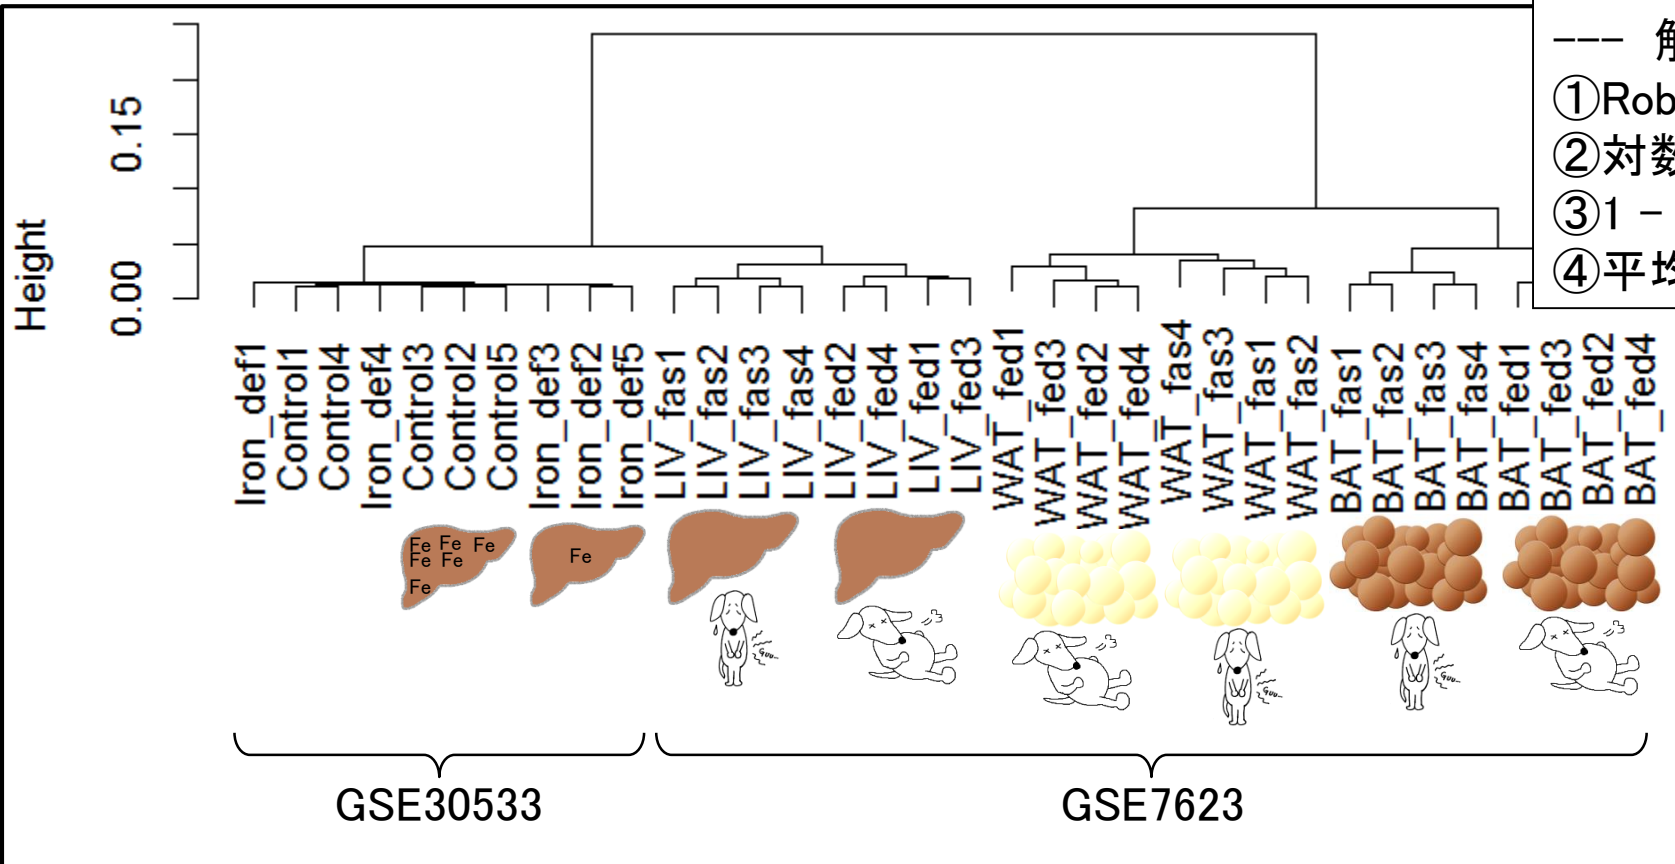 --- 解
①Rob
②対数
③1 -
④平均
Height
0.15
0.00
Iron_def1
Control1
Control4
Iron_def4
Control3
Control2
Control5
Iron_def3
Iron_def2
Iron_def5
LIV_fas1
LIV_fas2
LIV_fas3
LIV_fas4
LIV_fed2
LIV_fed4
LIV_fed1
LIV_fed3
WAT_fed1
WAT_fed3
WAT_fed2
WAT_fed4
WAT_fas4
WAT_fas3
WAT_fas1
WAT_fas2
BAT_fas1
BAT_fas2
BAT_fas3
BAT_fas4
BAT_fed1
BAT_fed3
BAT_fed2
BAT_fed4
Fe Fe Fe
Fe Fe
Fe
Fe
GSE30533
GSE7623